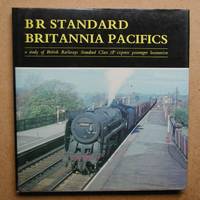 BR STANDARD
BRITANNIA PACIFICS
a study of British Railways Standard Class 7P express passenger locomotives